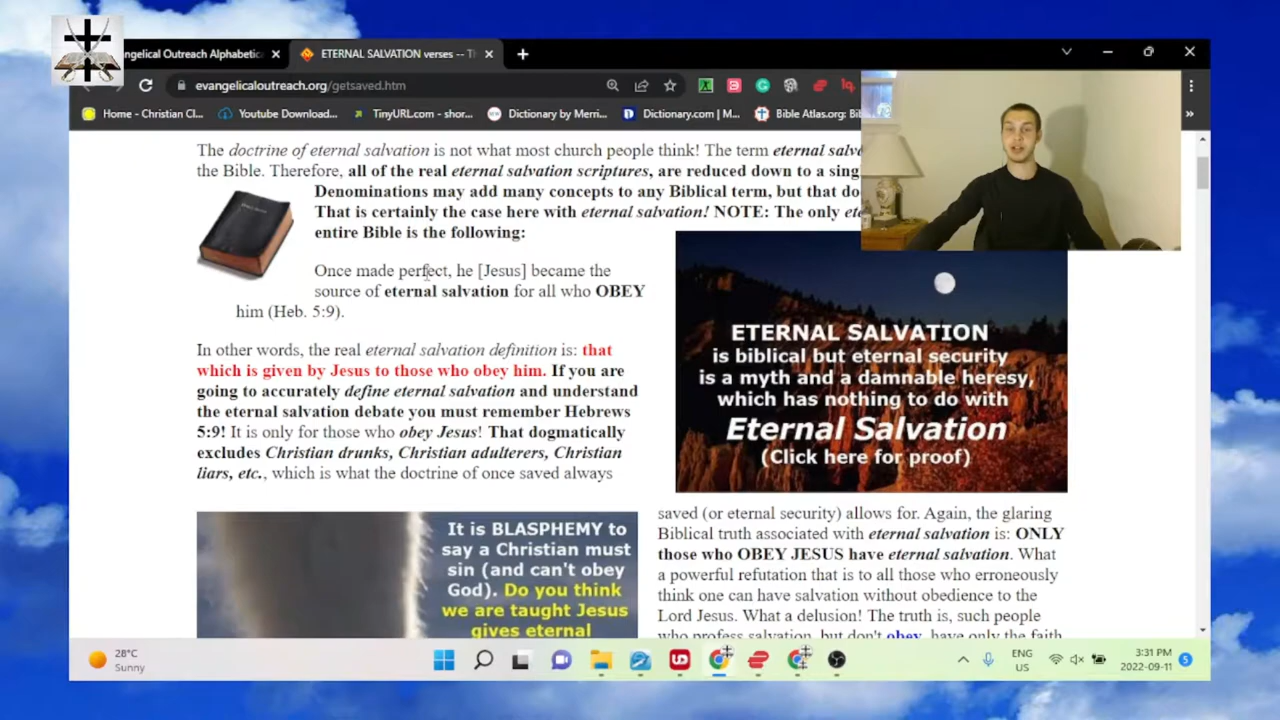 ngelical Outreach Alphabetic
ETERNAL SALVATION verses -- T
evangelicaloutreach.org/getsaved.htm
Home - Christian Cl...
Youtube Download...
TinyURL.com - shor...
Dictionary by Merri...
Dictionary.com | M...
Bible Atlas.org: Bi
The doctrine of eternal salvation is not what most church people think! The term eternal salv
the Bible. Therefore, all of the real eternal salvation scriptures, are reduced down to a sing
Denominations may add many concepts to any Biblical term, but that do
That is certainly the case here with eternal salvation! NOTE: The only et
entire Bible is the following:
Once made perfect, he [Jesus] became the
source of eternal salvation for all who OBEY
him (Heb. 5:9).
In other words, the real eternal salvation definition is: that
which is given by Jesus to those who obey him. If you are
going to accurately define eternal salvation and understand
the eternal salvation debate you must remember Hebrews
5:9! It is only for those who obey Jesus! That dogmatically
excludes Christian drunks, Christian adulterers, Christian
liars, etc., which is what the doctrine of once saved always
ETERNAL SALVATION
is biblical but eternal security
is a myth and a damnable heresy,
which has nothing to do with
Eternal Salvation
(Click here for proof)
It is BLASPHEMY to
say a Christian must
sin (and can't obey
God). Do you think
we are taught Jesus
gives eternal
saved (or eternal security) allows for. Again, the glaring
Biblical truth associated with eternal salvation is: ONLY
those who OBEY JESUS have eternal salvation. What
a powerful refutation that is to all those who erroneously
think one can have salvation without obedience to the
Lord Jesus. What a delusion! The truth is, such people
who profess salvation, but don't obey, have only the faith
28°C
Sunny
ENG
US
3:31 PM
2022-09-11
5